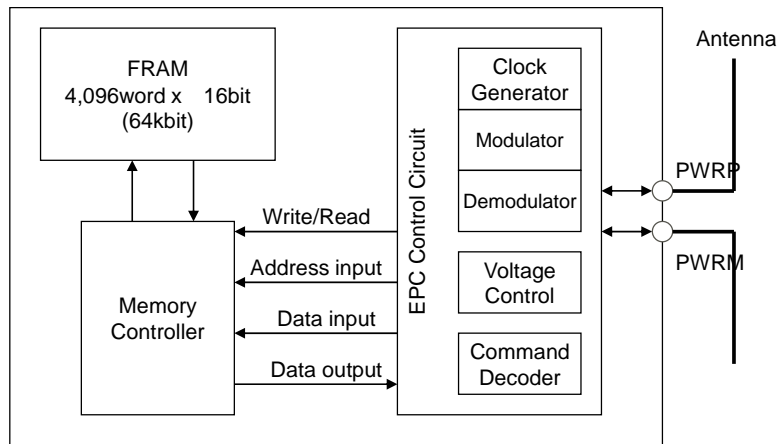 FRAM
4,096word x 16bit
(64kbit)
Memory
Controller
Write/Read
Address input
Data input
Data output
EPC Control Circuit
Clock
Generator
Modulator
Demodulator
Voltage
Control
Command
Decoder
Antenna
PWRP
PWRM